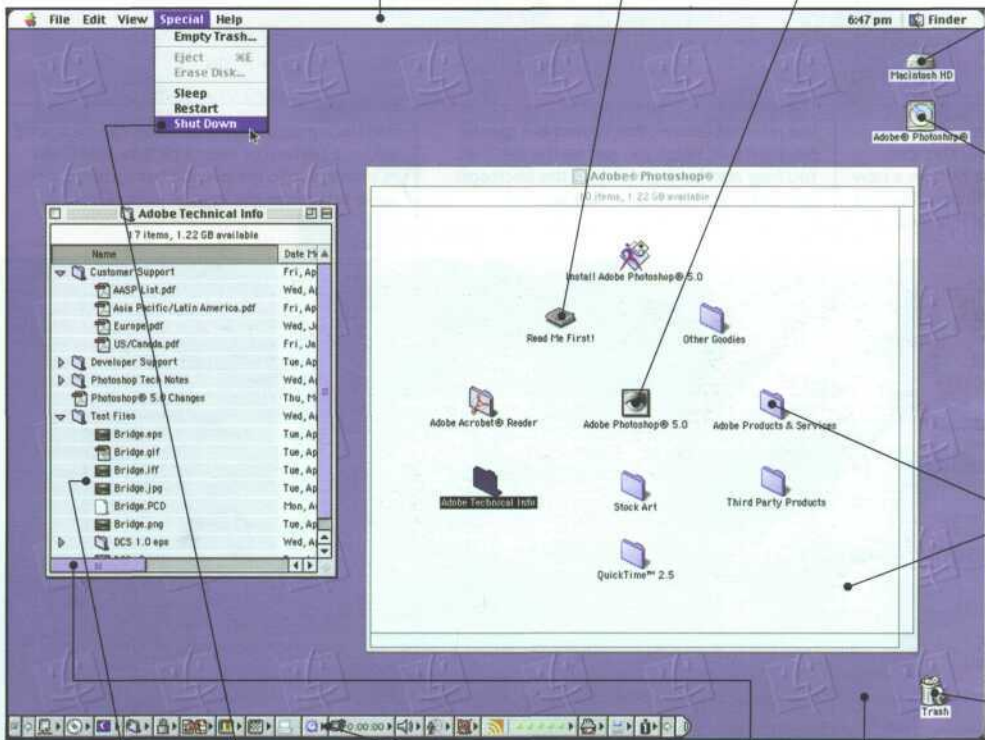 File Edit View Special Help
6:47 pm Finder
Empty Trash...
Eject ⌘E
Erase Disk...
Sleep
Restart
Shut Down
Macintosh HD
Adobe® Photoshop®
Adobe Technical Info
17 items, 1.22 GB available
Name Date
Customer Support Fri, Ap
AASP List.pdf Wed, A
Asia Pacific/Latin America.pdf Fri, Ap
Europe.pdf Wed, J
US/Canada.pdf Fri, Ja
Developer Support Tue, Ap
Photoshop Tech Notes Wed, A
Photoshop® 5.0 Changes Thu, M
Test Files Wed, A
Bridge.eps Tue, Ap
Bridge.gif Tue, Ap
Bridge.iff Tue, Ap
Bridge.jpg Tue, Ap
Bridge.PCD Mon, A
Bridge.png Tue, Ap
DCS 1.0 eps Wed, A
Adobe® Photoshop®
10 items, 1.22 GB available
Install Adobe Photoshop® 5.0
Read Me First!
Other Goodies
Adobe Acrobat® Reader
Adobe Photoshop® 5.0
Adobe Products & Services
Adobe Technical Info
Stock Art
Third Party Products
QuickTime™ 2.5
Trash
0:00:00